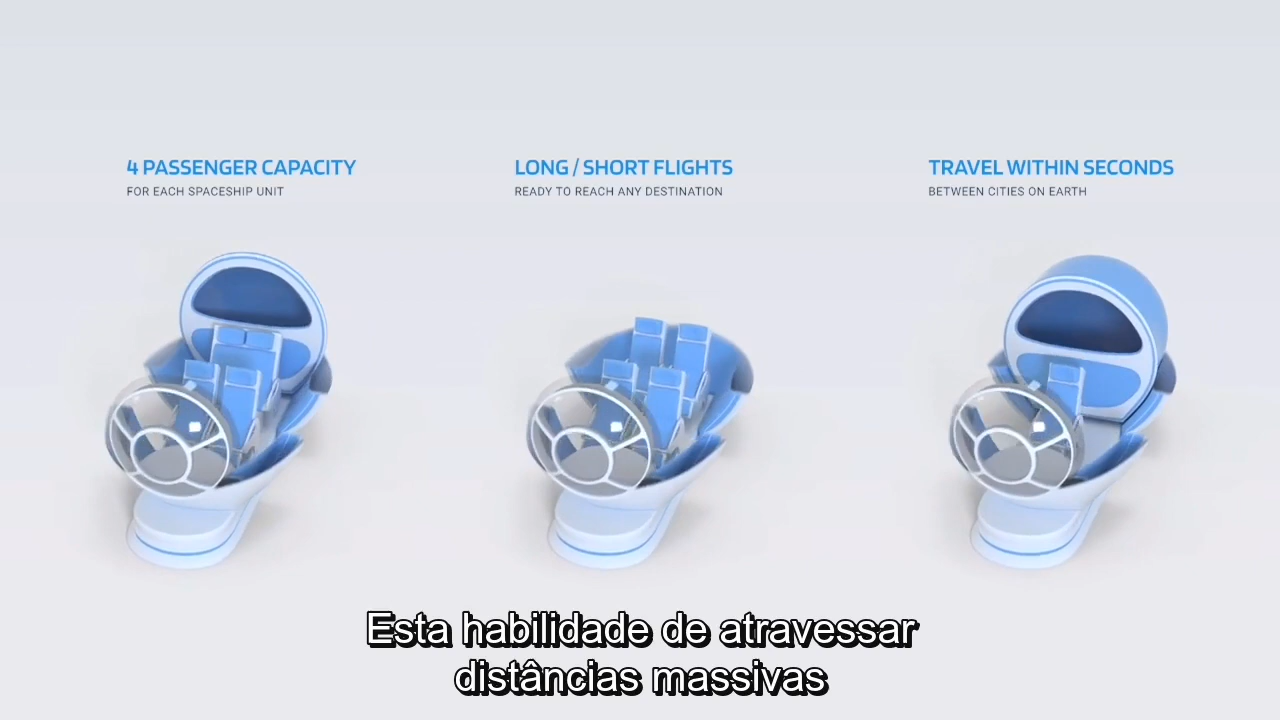 4 PASSENGER CAPACITY
FOR EACH SPACESHIP UNIT
LONG / SHORT FLIGHTS
READY TO REACH ANY DESTINATION
TRAVEL WITHIN SECONDS
BETWEEN CITIES ON EARTH
Esta habilidade de atravessar
distâncias massivas